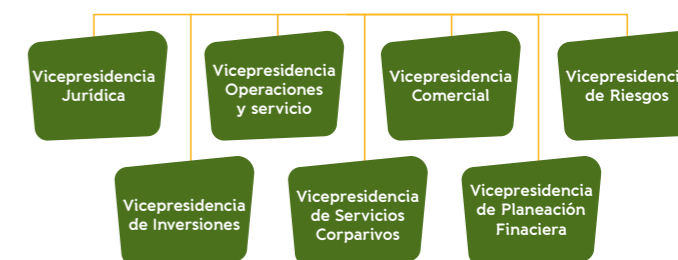 Vicepresidencia
Jurídica
Vicepresidencia
Operaciones
y servicio
Vicepresidencia
Comercial
Vicepresidenci
de Riesgos
Vicepresidencia
de Inversiones
Vicepresidencia
de Servicios
Corparivos
Vicepresidencia
de Planeación
Finaciera